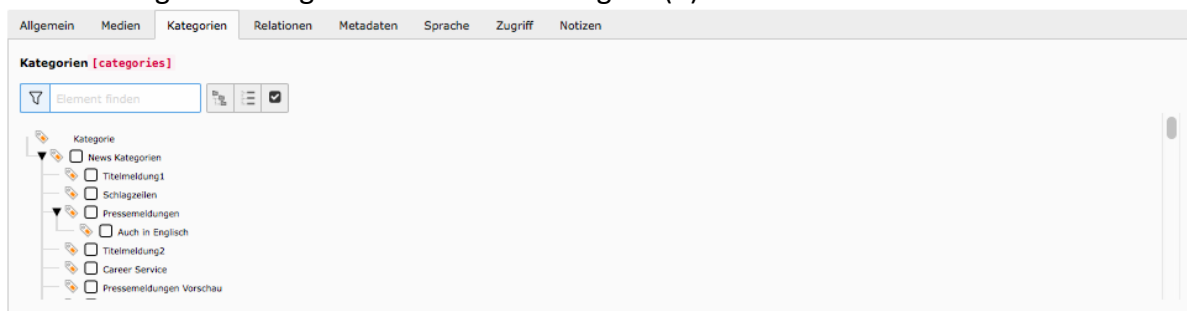 Allgemein Medien Kategorien Relationen Metadaten Sprache Zugriff Notizen
Kategorien [categories]
Element finden
Kategorie
News Kategorien
Titelmeldung1
Schlagzeilen
Pressemeldungen
Auch in Englisch
Titelmeldung2
Career Service
Pressemeldungen Vorschau